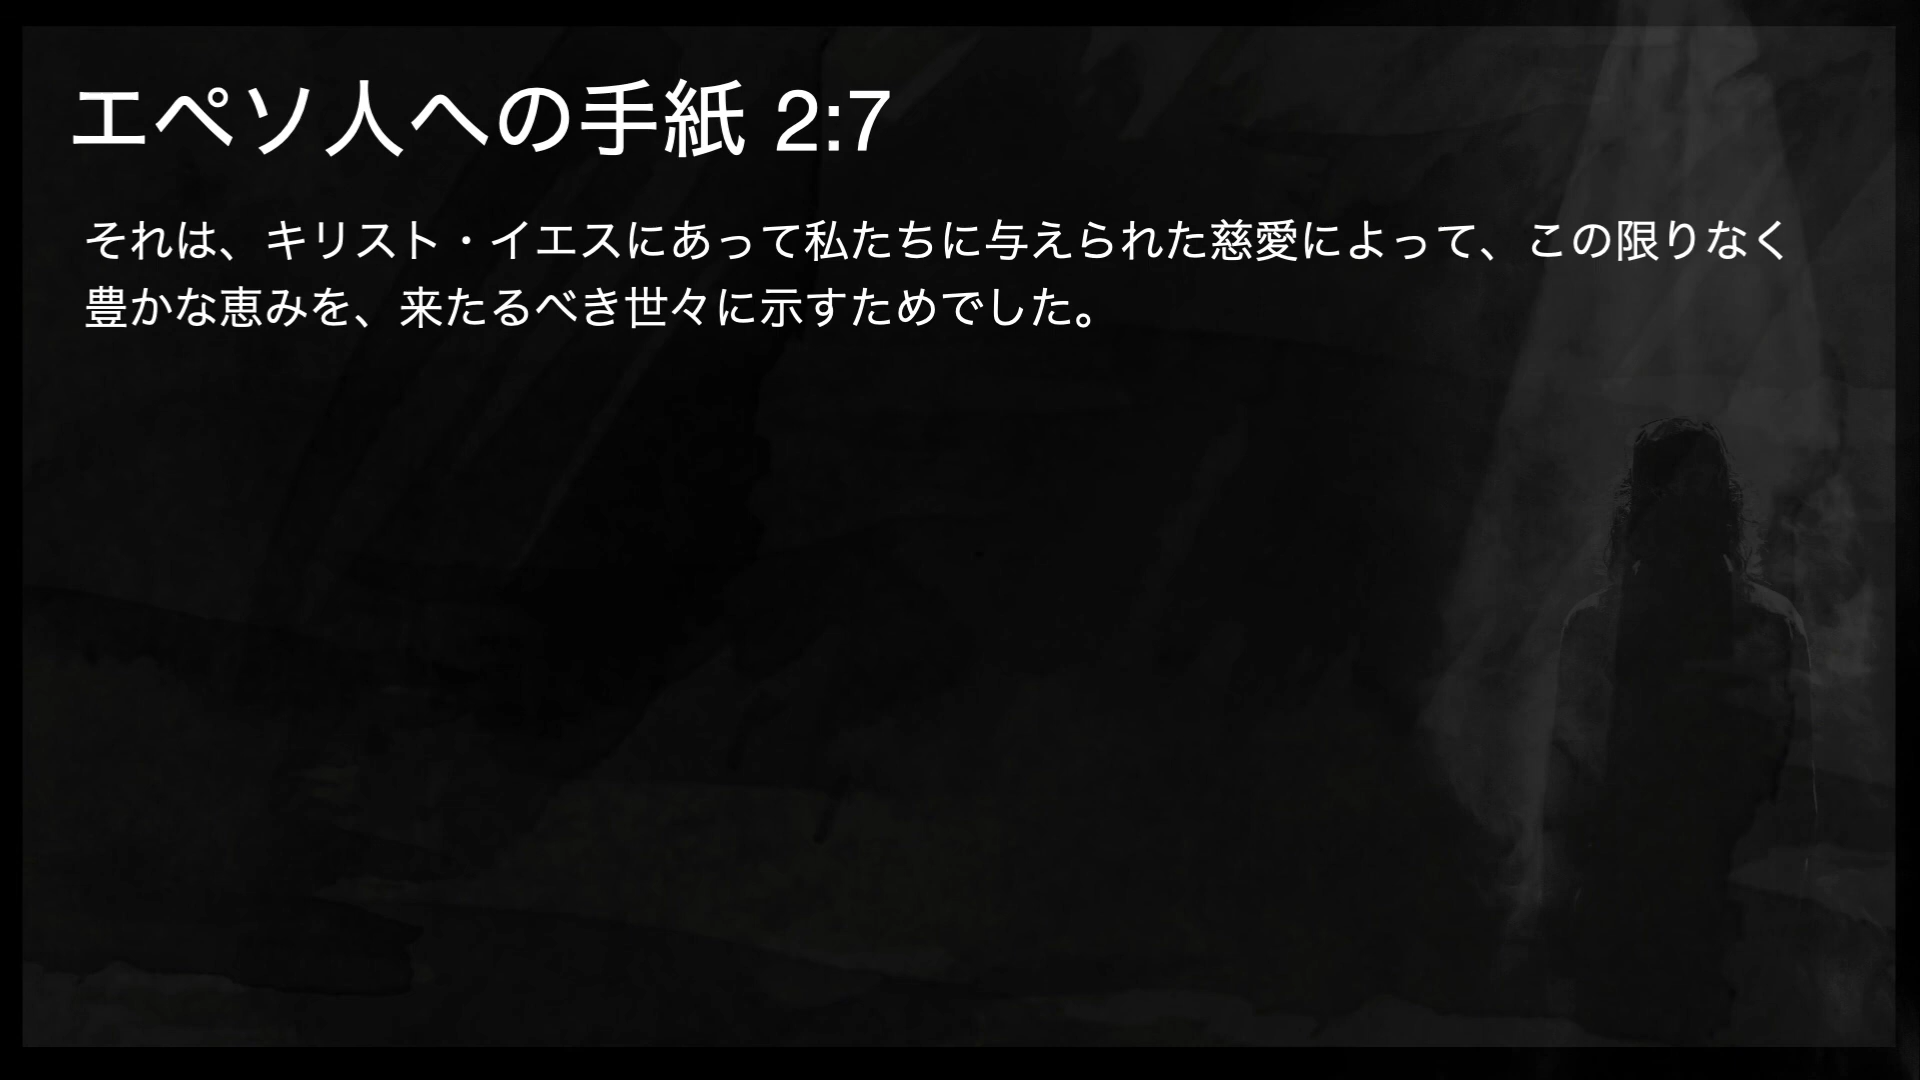 エペソ人への手紙 2:7
それは、キリスト・イエスにあって私たちに与えられた慈愛によって、この限りなく
豊かな恵みを、来たるべき世々に示すためでした。